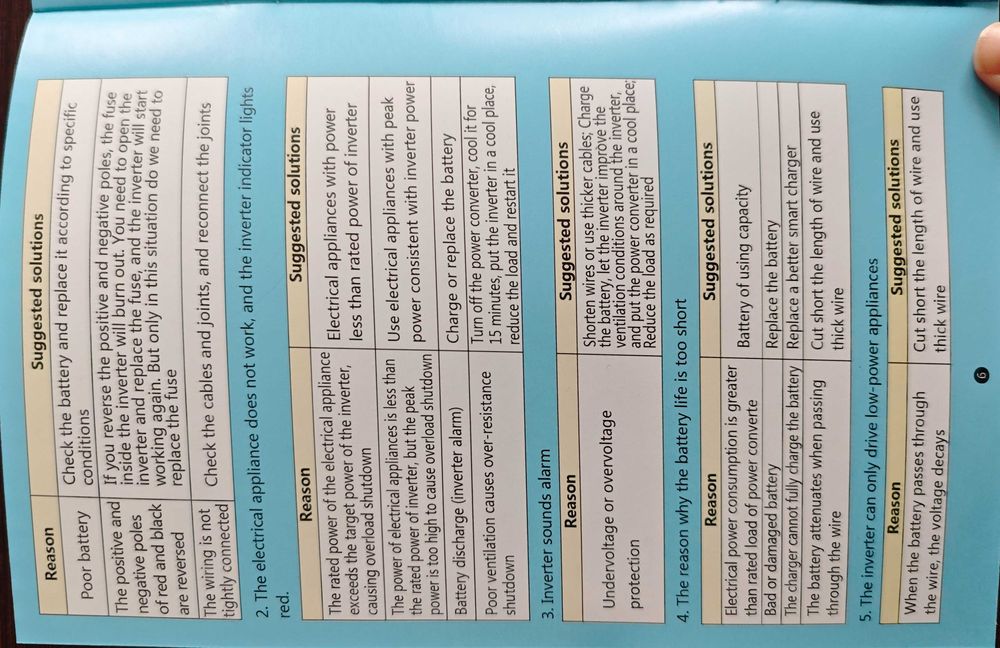 Reason Suggested solutions
Poor battery
Check the battery and replace it according to specific
conditions
The positive and
negative poles
of red and black
are reversed
If you reverse the positive and negative poles, the fuse
inside the inverter will burn out. You need to open the
inverter and replace the fuse, and the inverter will start
working again. But only in this situation do we need to
replace the fuse
The wiring is not
tightly connected
Check the cables and joints, and reconnect the joints
2. The electrical appliance does not work, and the inverter indicator lights
red.
Reason Suggested solutions
The rated power of the electrical appliance
exceeds the target power of the inverter,
causing overload shutdown
Electrical appliances with power
less than rated power of inverter
The power of electrical appliances is less than
the rated power of inverter, but the peak
power is too high to cause overload shutdown
Use electrical appliances with peak
power consistent with inverter power
Battery discharge (inverter alarm)
Charge or replace the battery
Poor ventilation causes over-resistance
shutdown
Turn off the power converter, cool it for
15 minutes, put the inverter in a cool place,
reduce the load and restart it
3. Inverter sounds alarm
Reason Suggested solutions
Undervoltage or overvoltage
protection
Shorten wires or use thicker cables; Charge
the battery, let the inverter improve the
ventilation conditions around the inverter,
and put the power converter in a cool place;
Reduce the load as required
4. The reason why the battery life is too short
Reason Suggested solutions
Electrical power consumption is greater
than rated load of power converte
Battery of using capacity
Bad or damaged battery
Replace the battery
The charger cannot fully charge the battery
Replace a better smart charger
The battery attenuates when passing
through the wire
Cut short the length of wire and use
thick wire
5. The inverter can only drive low-power appliances
Reason Suggested solutions
When the battery passes through
the wire, the voltage decays
Cut short the length of wire and use
thick wire
6